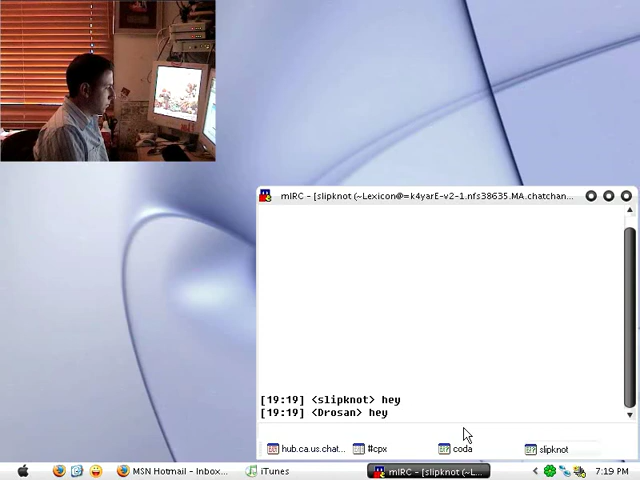 mIRC - [slipknot (~Lexicon@=k4yarE-v2-1.nfs38635.MA.chatchan...
[19:19] <slipknot> hey
[19:19] <Drosan> hey
hub.ca.us.chat... #cpx coda slipknot
MSN Hotmail - Inbox... iTunes mIRC - [slipknot (~L... 7:19 PM